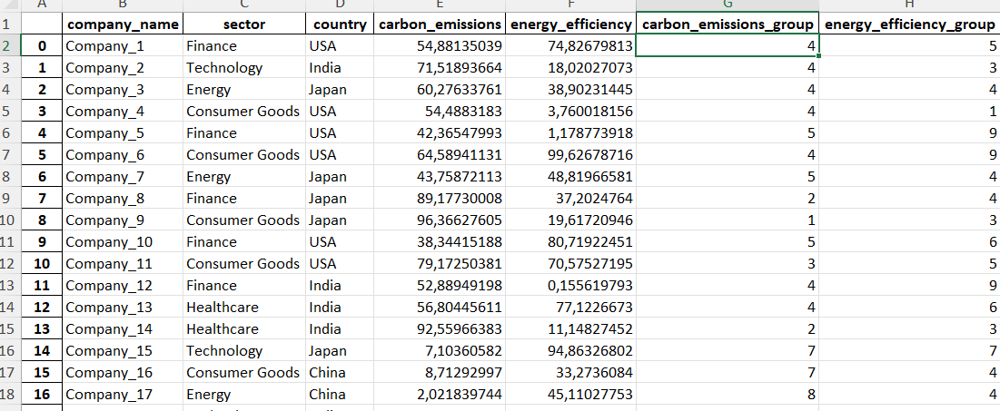 A B C D E F G H
1 company_name sector country carbon_emissions energy_efficiency carbon_emissions_group energy_efficiency_group
2 0 Company_1 Finance USA 54,88135039 74,82679813 4 5
3 1 Company_2 Technology India 71,51893664 18,02027073 4 3
4 2 Company_3 Energy Japan 60,27633761 38,90231445 4 4
5 3 Company_4 Consumer Goods USA 54,4883183 3,760018156 4 1
6 4 Company_5 Finance USA 42,36547993 1,178773918 5 9
7 5 Company_6 Consumer Goods USA 64,58941131 99,62678716 4 9
8 6 Company_7 Energy Japan 43,75872113 48,81966581 5 4
9 7 Company_8 Finance Japan 89,17730008 37,2024764 2 4
10 8 Company_9 Consumer Goods Japan 96,36627605 19,61720946 1 3
11 9 Company_10 Finance USA 38,34415188 80,71922451 5 6
12 10 Company_11 Consumer Goods USA 79,17250381 70,57527195 3 5
13 11 Company_12 Finance India 52,88949198 0,155619793 4 9
14 12 Company_13 Healthcare India 56,80445611 77,1226673 4 6
15 13 Company_14 Healthcare India 92,55966383 11,14827452 2 3
16 14 Company_15 Technology Japan 7,10360582 94,86326802 7 7
17 15 Company_16 Consumer Goods China 8,71292997 33,2736084 7 4
18 16 Company_17 Energy China 2,021839744 45,11027753 8 4